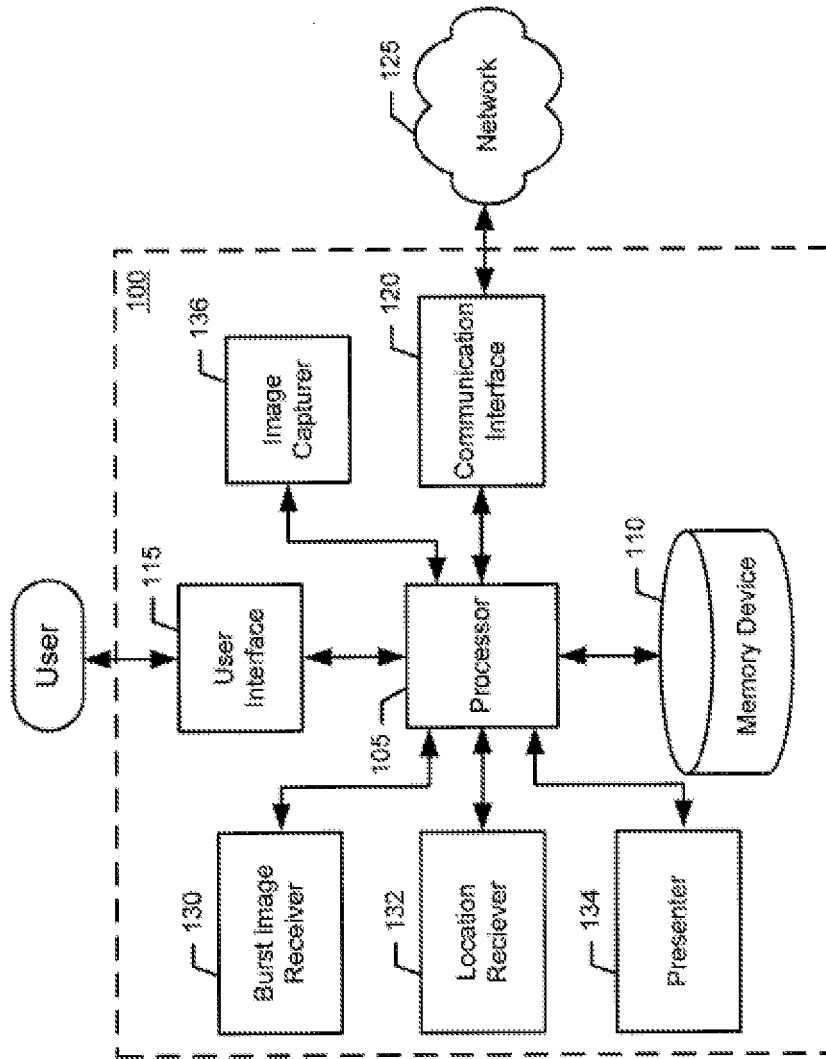 User
100
115
User
Interface
136
Image
Capturer
130
Burst Image
Receiver
105
Processor
120
Communication
Interface
125
Network
132
Location
Reciever
134
Presenter
110
Memory Device